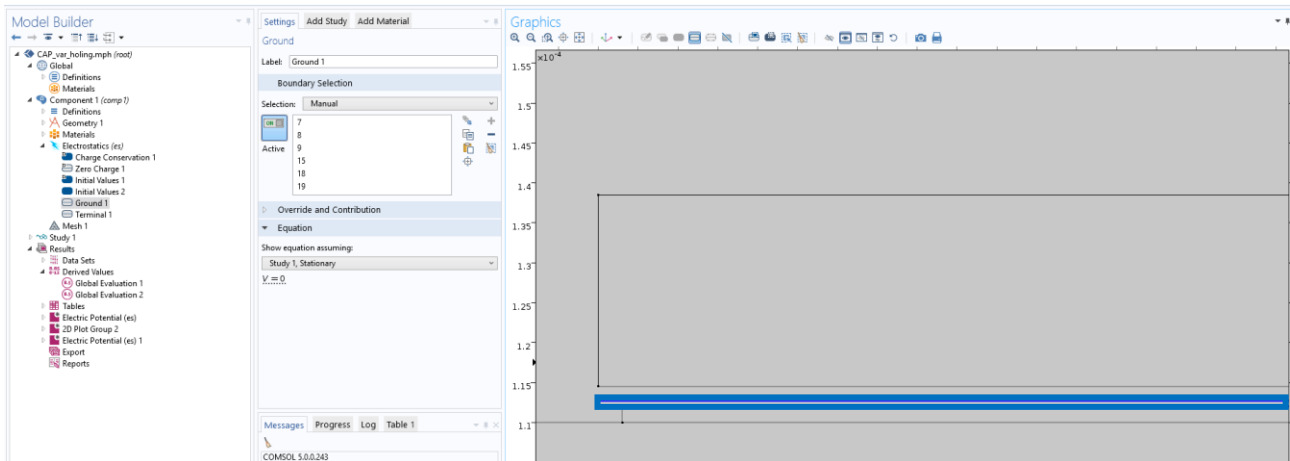 Model Builder
CAP_var_holing.mph (root)
Global
Definitions
Materials
Component 1 (comp1)
Definitions
Geometry 1
Materials
Electrostatics (es)
Charge Conservation 1
Zero Charge 1
Initial Values 1
Initial Values 2
Ground 1
Terminal 1
Mesh 1
Study 1
Results
Data Sets
Derived Values
Global Evaluation 1
Global Evaluation 2
Tables
Electric Potential (es)
2D Plot Group 2
Electric Potential (es) 1
Export
Reports
Settings Add Study Add Material
Ground
Label: Ground 1
Boundary Selection
Selection: Manual
Active
7
8
9
15
18
19
Override and Contribution
Equation
Show equation assuming:
Study 1, Stationary
V = 0
Messages Progress Log Table 1
COMSOL 5.0.0.243
Graphics
×10⁻⁴
1.55
1.5
1.45
1.4
1.35
1.3
1.25
1.2
1.15
1.1